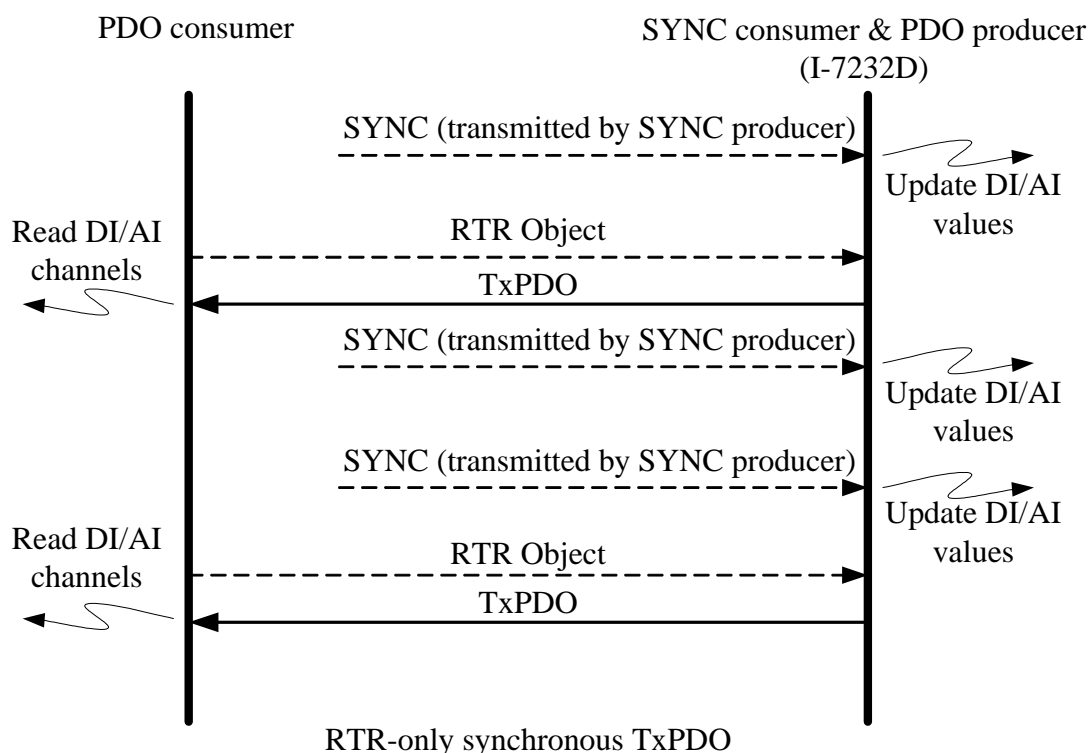 PDO consumer
SYNC consumer & PDO producer
(I-7232D)
SYNC (transmitted by SYNC producer)
Update DI/AI
values
Read DI/AI
channels
RTR Object
TxPDO
SYNC (transmitted by SYNC producer)
Update DI/AI
values
SYNC (transmitted by SYNC producer)
Update DI/AI
values
Read DI/AI
channels
RTR Object
TxPDO
RTR-only synchronous TxPDO